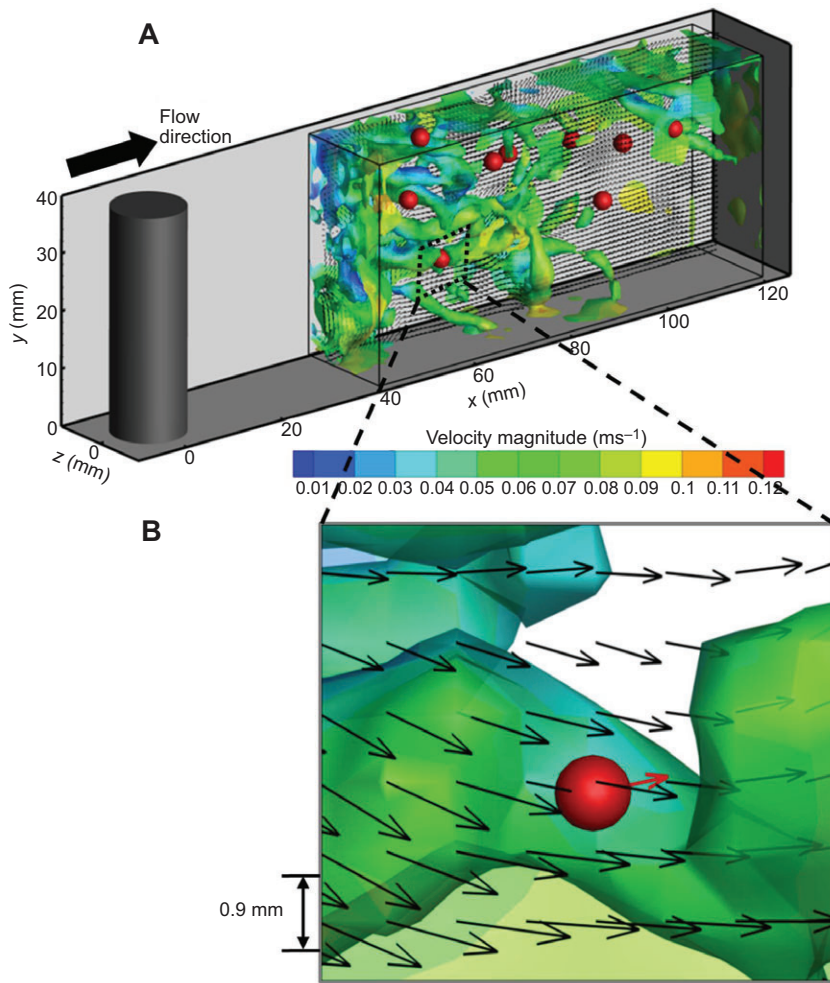 A
Flow
direction
40
30
20
10
0
y (mm)
z (mm)
0
0
20
40
60
80
100
120
x (mm)
Velocity magnitude (ms–1)
0.01 0.02 0.03 0.04 0.05 0.06 0.07 0.08 0.09 0.1 0.11 0.12
B
0.9 mm